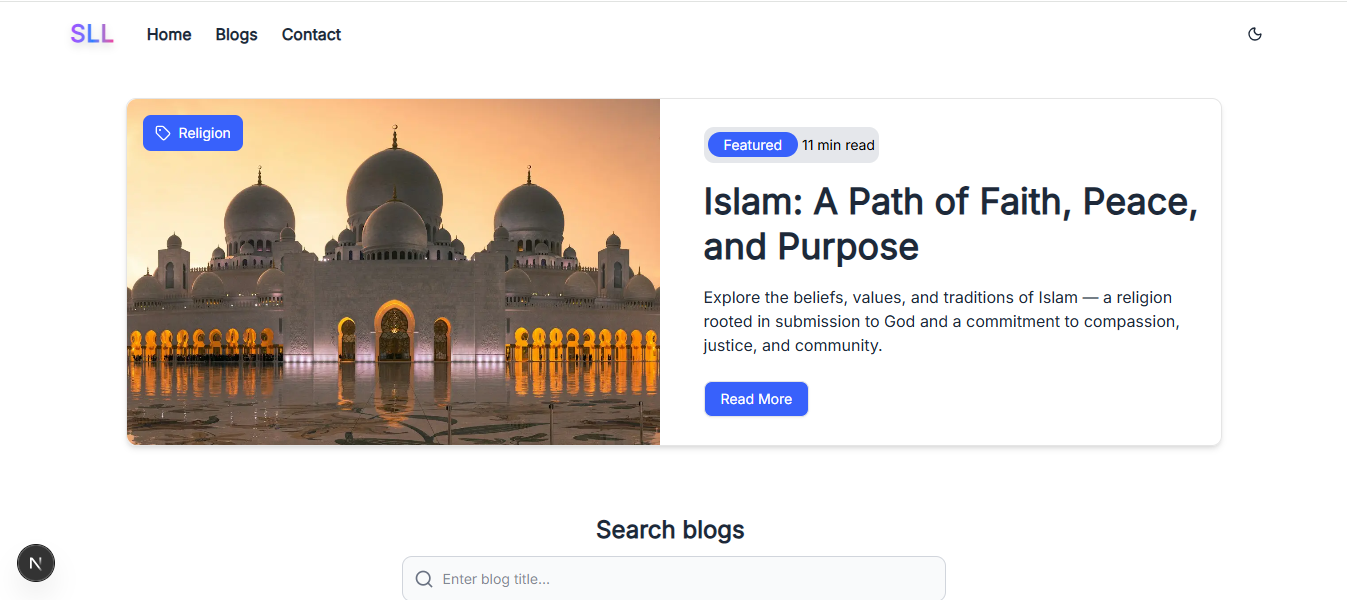 SLL Home Blogs Contact
Religion
Featured 11 min read
Islam: A Path of Faith, Peace,
and Purpose
Explore the beliefs, values, and traditions of Islam — a religion
rooted in submission to God and a commitment to compassion,
justice, and community.
Read More
Search blogs
Enter blog title...
N